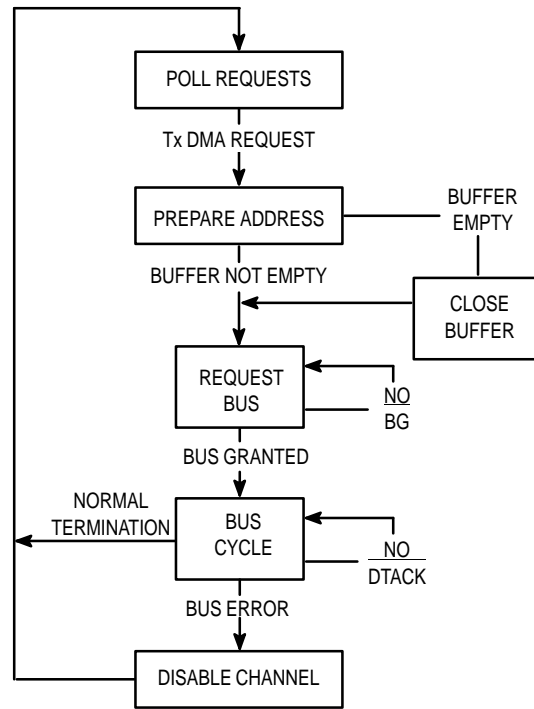 POLL REQUESTS
Tx DMA REQUEST
PREPARE ADDRESS
BUFFER
EMPTY
BUFFER NOT EMPTY
CLOSE
BUFFER
REQUEST
BUS
NO
BG
BUS GRANTED
NORMAL
TERMINATION
BUS
CYCLE
NO
DTACK
BUS ERROR
DISABLE CHANNEL